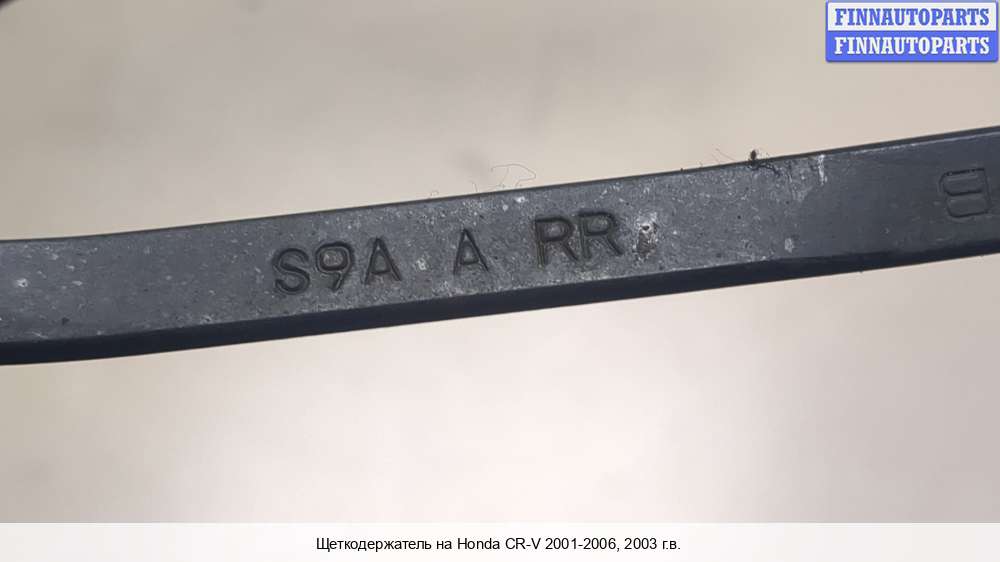 FINNAUTOPARTS
FINNAUTOPARTS
S9A A RR
Щеткодержатель на Honda CR-V 2001-2006, 2003 г.в.